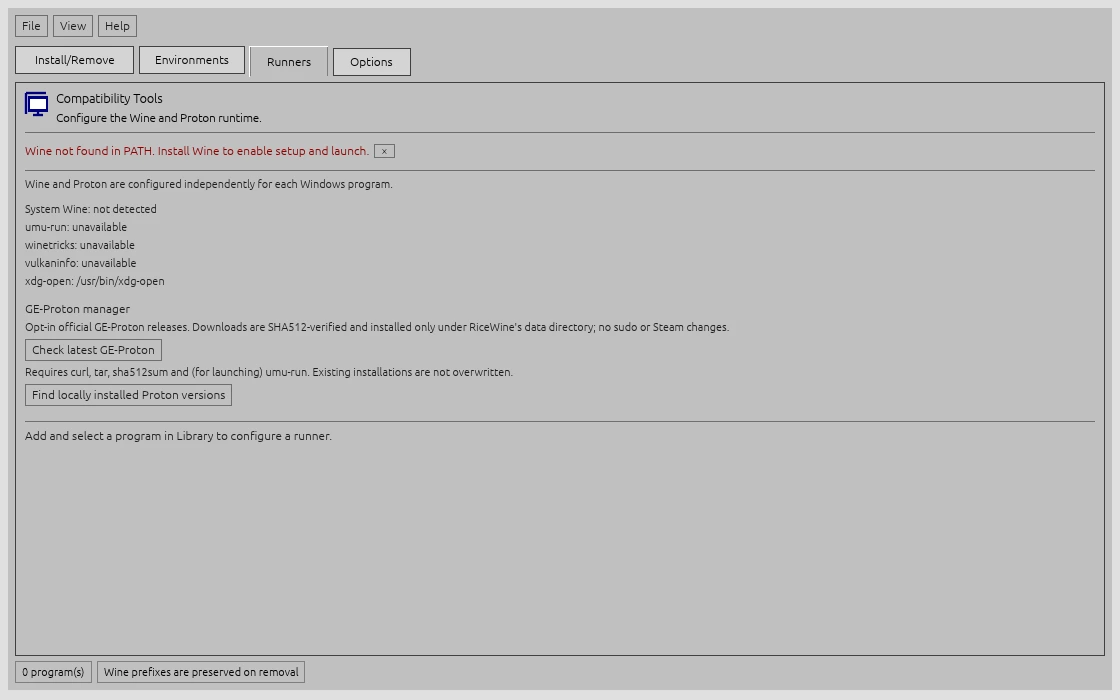 File View Help
Install/Remove Environments Runners Options
Compatibility Tools
Configure the Wine and Proton runtime.
Wine not found in PATH. Install Wine to enable setup and launch. ×
Wine and Proton are configured independently for each Windows program.
System Wine: not detected
umu-run: unavailable
winetricks: unavailable
vulkaninfo: unavailable
xdg-open: /usr/bin/xdg-open
GE-Proton manager
Opt-in official GE-Proton releases. Downloads are SHA512-verified and installed only under RiceWine's data directory; no sudo or Steam changes.
Check latest GE-Proton
Requires curl, tar, sha512sum and (for launching) umu-run. Existing installations are not overwritten.
Find locally installed Proton versions
Add and select a program in Library to configure a runner.
0 program(s) Wine prefixes are preserved on removal